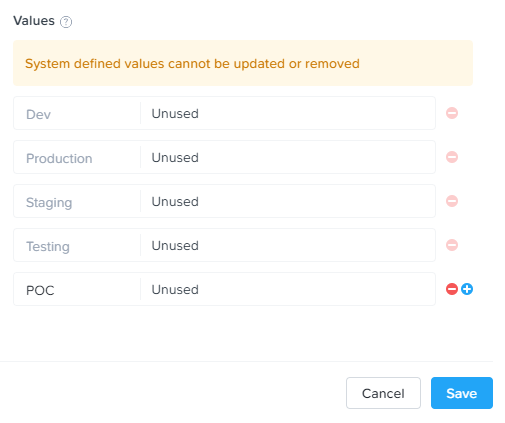 Values ?
System defined values cannot be updated or removed
Dev Unused
Production Unused
Staging Unused
Testing Unused
POC Unused
Cancel Save